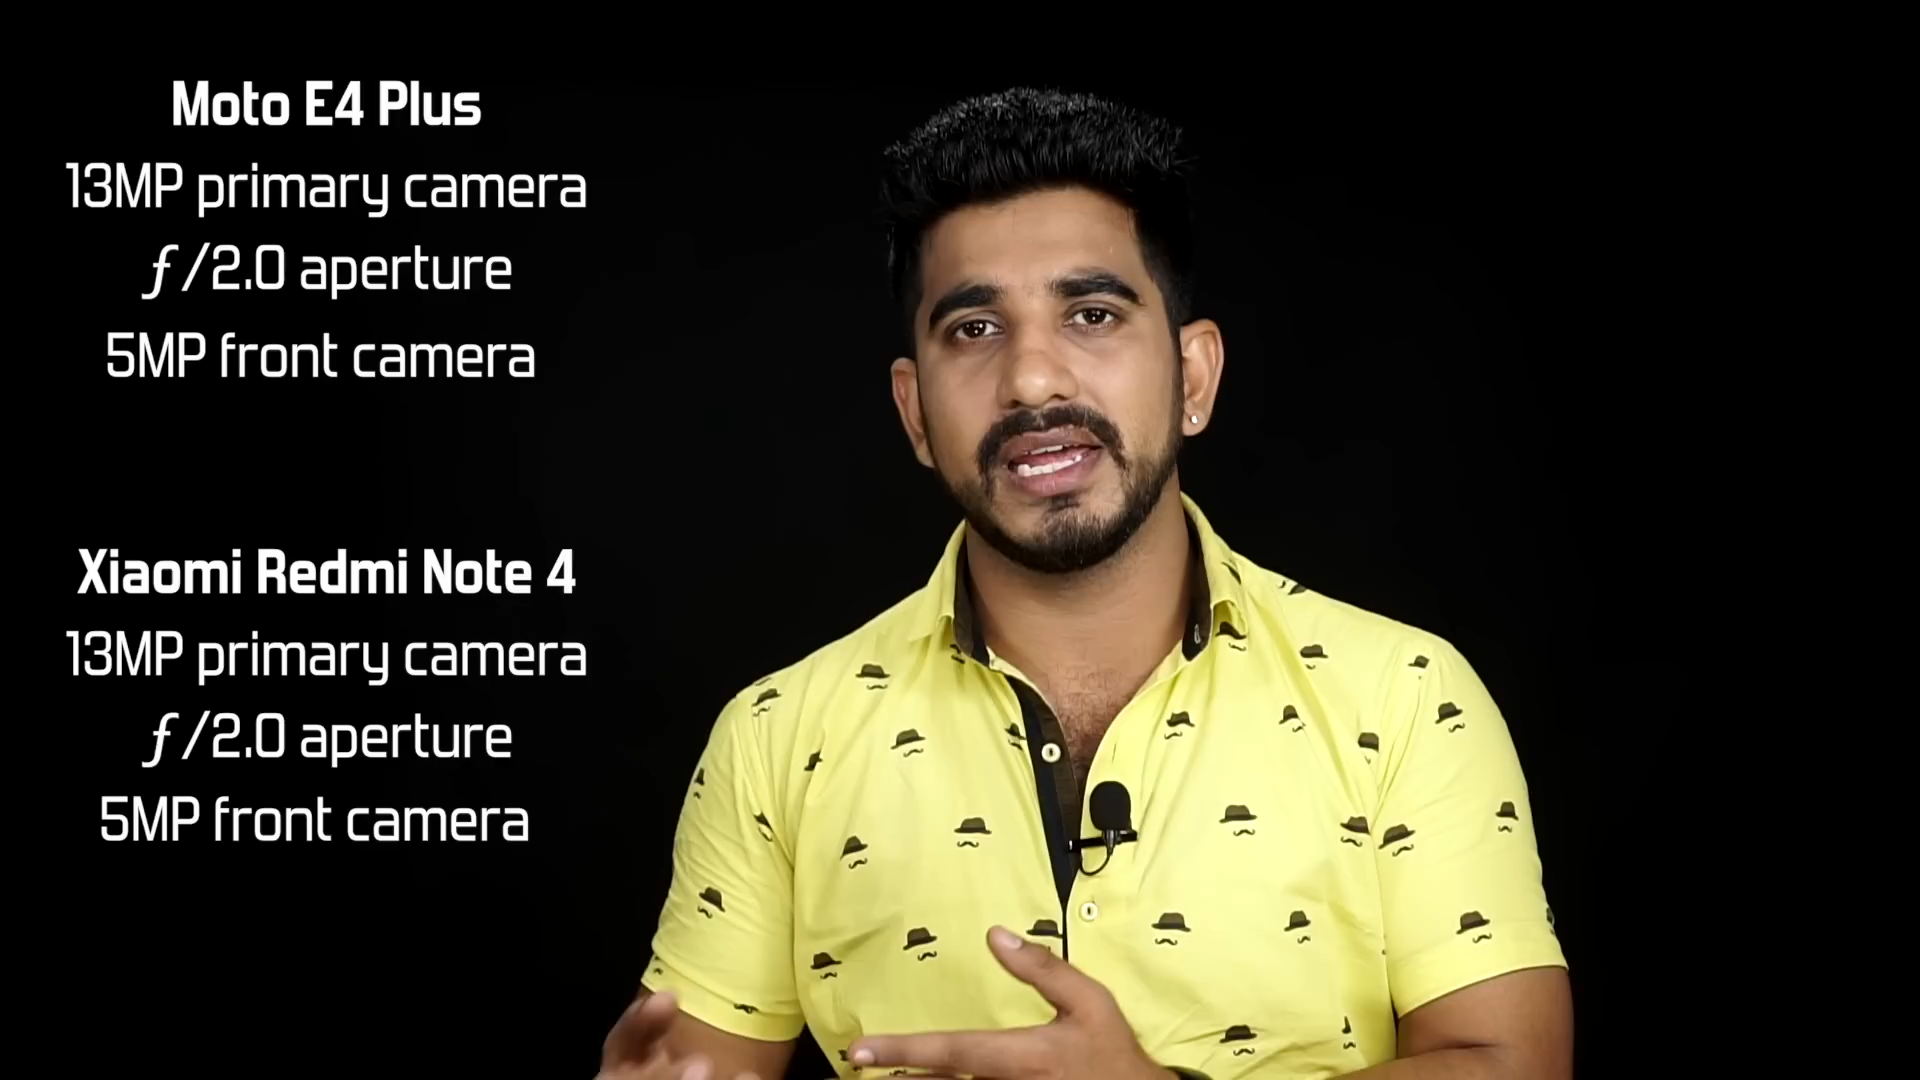 Moto E4 Plus
13MP primary camera
ƒ/2.0 aperture
5MP front camera
Xiaomi Redmi Note 4
13MP primary camera
ƒ/2.0 aperture
5MP front camera